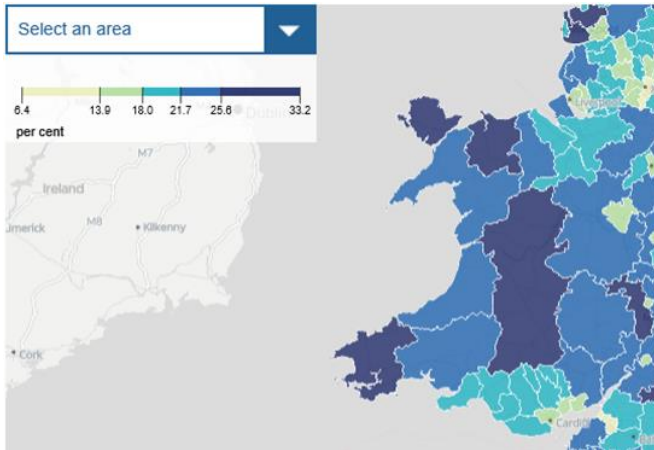 Select an area
6.4 13.9 18.0 21.7 25.6 33.2
per cent
Dublin
M7
Ireland
M8
Kilkenny
Cork
Liverpool
Cardiff